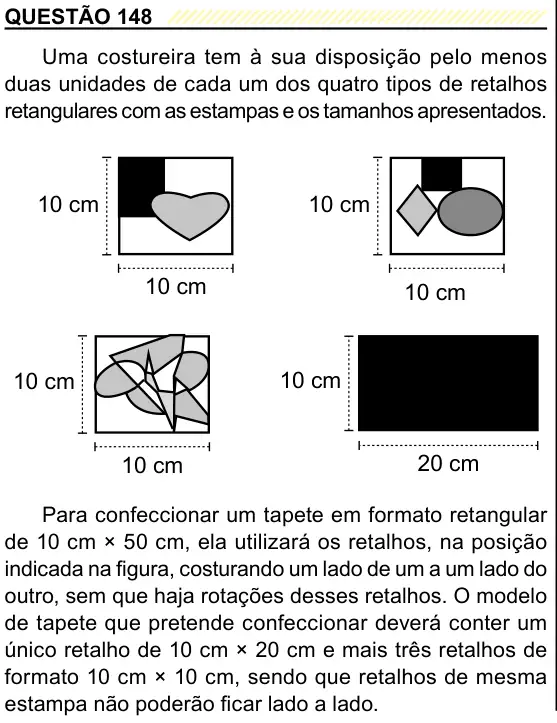 QUESTÃO 148
Uma costureira tem à sua disposição pelo menos
duas unidades de cada um dos quatro tipos de retalhos
retangulares com as estampas e os tamanhos apresentados.
10 cm
10 cm
10 cm
10 cm
10 cm
10 cm
10 cm
20 cm
Para confeccionar um tapete em formato retangular
de 10 cm × 50 cm, ela utilizará os retalhos, na posição
indicada na figura, costurando um lado de um a um lado do
outro, sem que haja rotações desses retalhos. O modelo
de tapete que pretende confeccionar deverá conter um
único retalho de 10 cm × 20 cm e mais três retalhos de
formato 10 cm × 10 cm, sendo que retalhos de mesma
estampa não poderão ficar lado a lado.